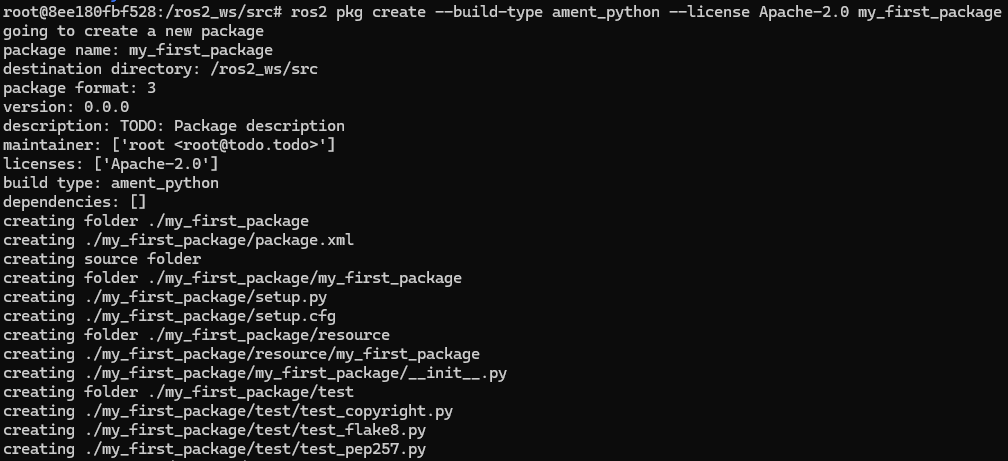 root@8ee180fbf528:/ros2_ws/src# ros2 pkg create --build-type ament_python --license Apache-2.0 my_first_package
going to create a new package
package name: my_first_package
destination directory: /ros2_ws/src
package format: 3
version: 0.0.0
description: TODO: Package description
maintainer: ['root <root@todo.todo>']
licenses: ['Apache-2.0']
build type: ament_python
dependencies: []
creating folder ./my_first_package
creating ./my_first_package/package.xml
creating source folder
creating folder ./my_first_package/my_first_package
creating ./my_first_package/setup.py
creating ./my_first_package/setup.cfg
creating folder ./my_first_package/resource
creating ./my_first_package/resource/my_first_package
creating ./my_first_package/my_first_package/__init__.py
creating folder ./my_first_package/test
creating ./my_first_package/test/test_copyright.py
creating ./my_first_package/test/test_flake8.py
creating ./my_first_package/test/test_pep257.py